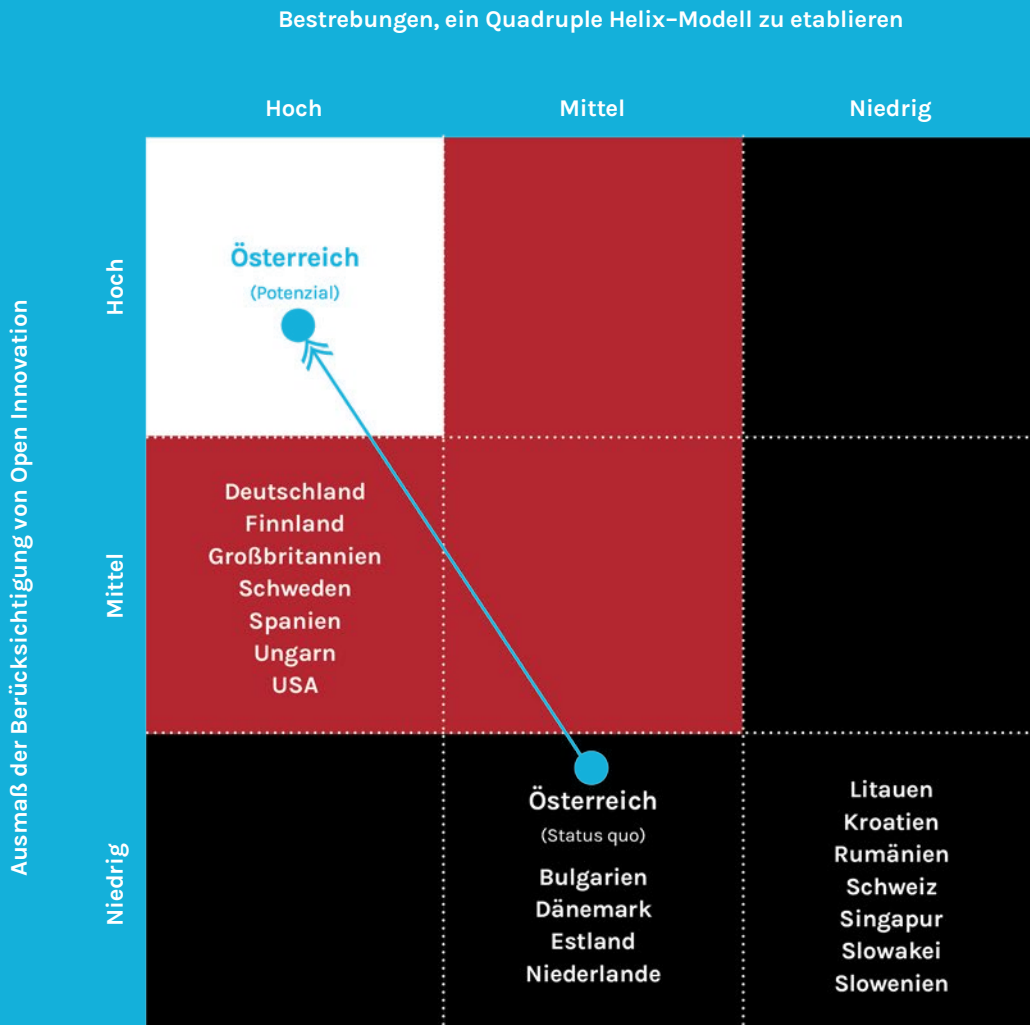 Bestrebungen, ein Quadruple Helix–Modell zu etablieren
Hoch
Mittel
Niedrig
Ausmaß der Berücksichtigung von Open Innovation
Hoch
Österreich
(Potenzial)
Mittel
Deutschland
Finnland
Großbritannien
Schweden
Spanien
Ungarn
USA
Niedrig
Österreich
(Status quo)
Bulgarien
Dänemark
Estland
Niederlande
Litauen
Kroatien
Rumänien
Schweiz
Singapur
Slowakei
Slowenien